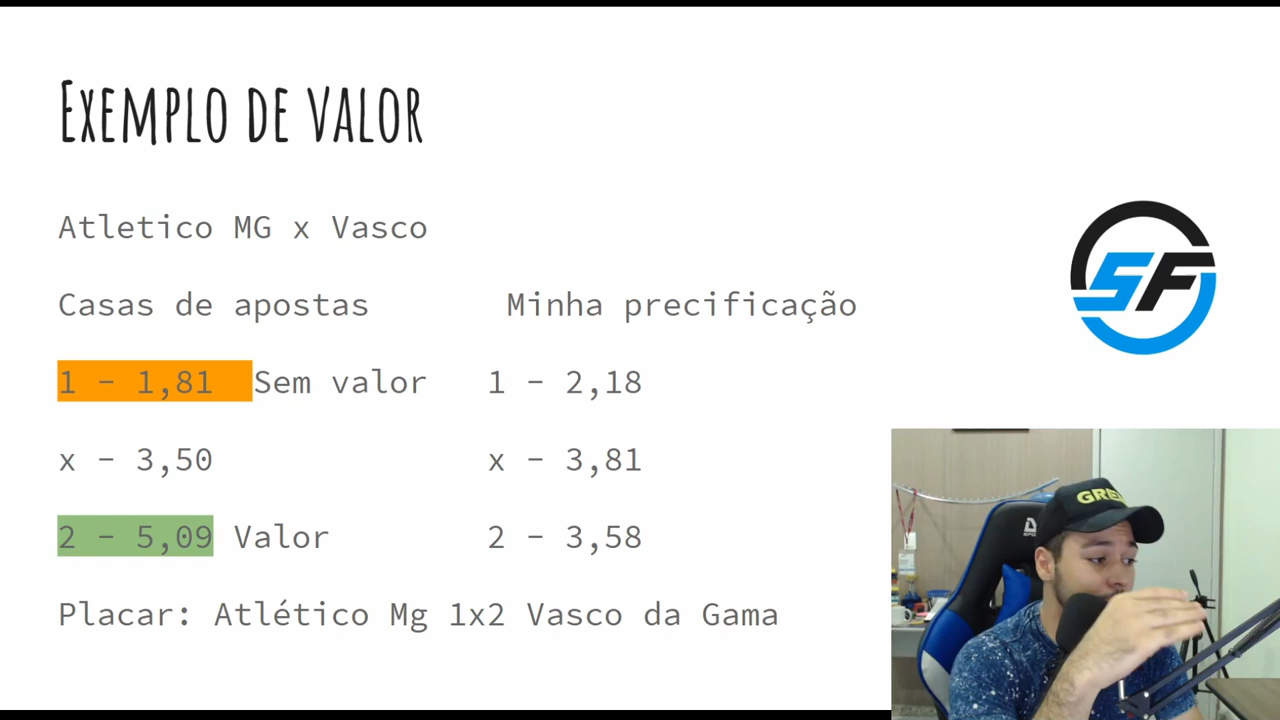 EXEMPLO DE VALOR
Atletico MG x Vasco
Casas de apostas Minha precificação
1 - 1,81 Sem valor 1 - 2,18
x - 3,50 x - 3,81
2 - 5,09 Valor 2 - 3,58
Placar: Atlético Mg 1x2 Vasco da Gama
SF